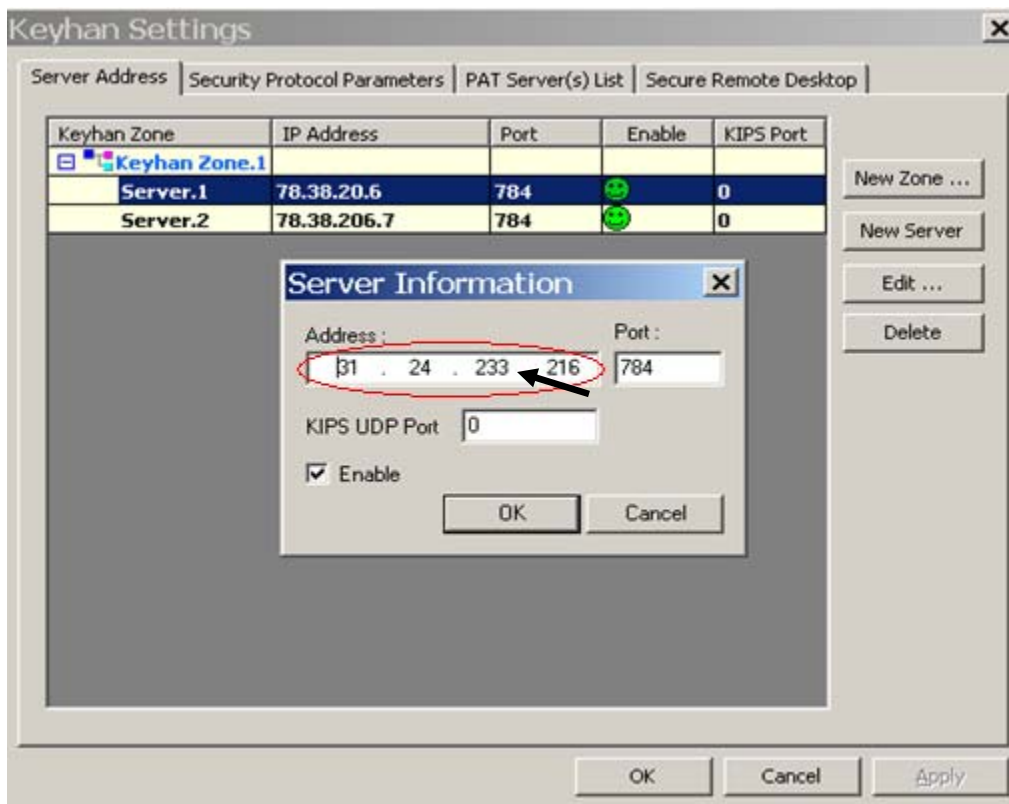 Keyhan Settings
Server Address Security Protocol Parameters PAT Server(s) List Secure Remote Desktop
Keyhan Zone IP Address Port Enable KIPS Port
Keyhan Zone.1
Server.1 78.38.20.6 784 0
Server.2 78.38.206.7 784 0
New Zone ...
New Server
Edit ...
Delete
Server Information
Address : Port :
31 . 24 . 233 . 216 784
KIPS UDP Port 0
Enable
OK Cancel
OK Cancel Apply